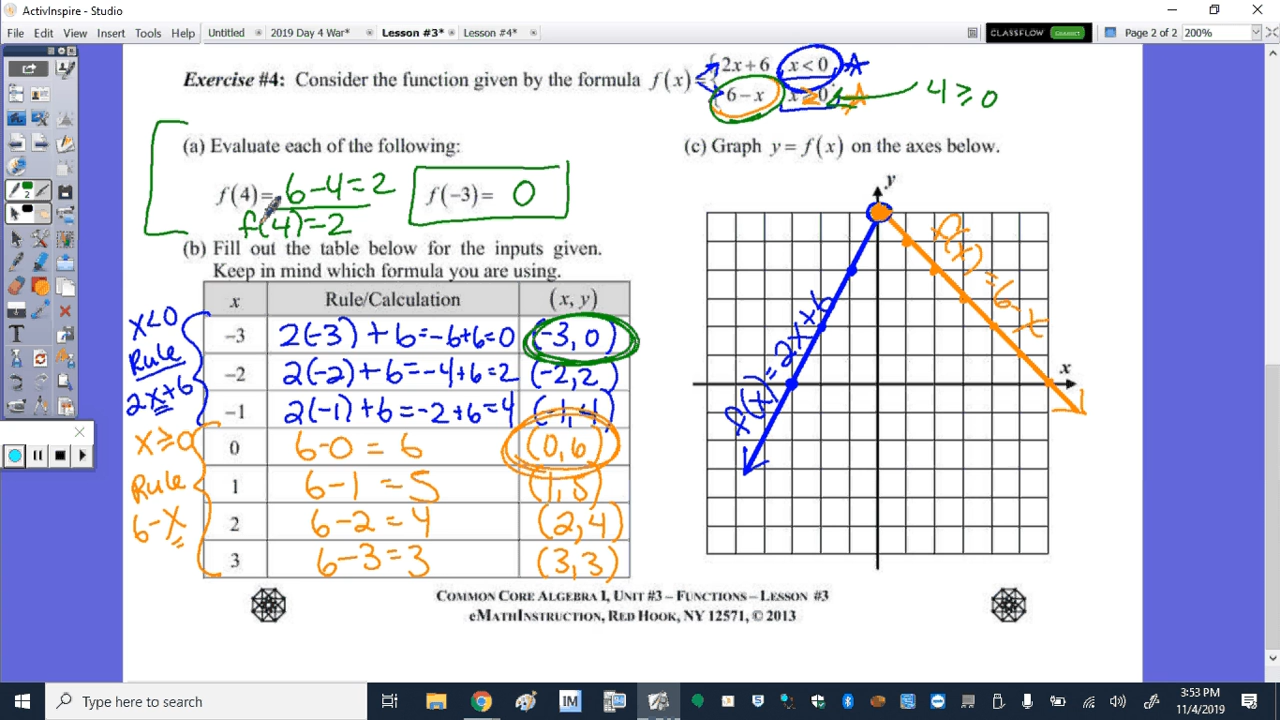 ActivInspire - Studio
File Edit View Insert Tools Help Untitled 2019 Day 4 War* Lesson #3* Lesson #4* CLASSFLOW CONNECT Page 2 of 2 200%
Exercise #4: Consider the function given by the formula f(x) = { 2x+6 x<0
6-x x≥0 4≥0
(a) Evaluate each of the following:
f(4)= 6-4=2 f(-3)= 0
f(4)=2
(b) Fill out the table below for the inputs given.
Keep in mind which formula you are using.
x Rule/Calculation (x, y)
x<0
Rule
2x+6
-3 2(-3)+6=-6+6=0 (-3, 0)
-2 2(-2)+6=-4+6=2 (-2, 2)
-1 2(-1)+6=-2+6=4 (-1, 4)
x≥0
Rule
6-x
0 6-0=6 (0, 6)
1 6-1=5 (1, 5)
2 6-2=4 (2, 4)
3 6-3=3 (3, 3)
(c) Graph y = f(x) on the axes below.
y
x
f(x)=2x+6
f(x)=6-x
COMMON CORE ALGEBRA I, UNIT #3 – FUNCTIONS – LESSON #3
eMATHINSTRUCTION, RED HOOK, NY 12571, © 2013
Type here to search
IM
3:53 PM
11/4/2019